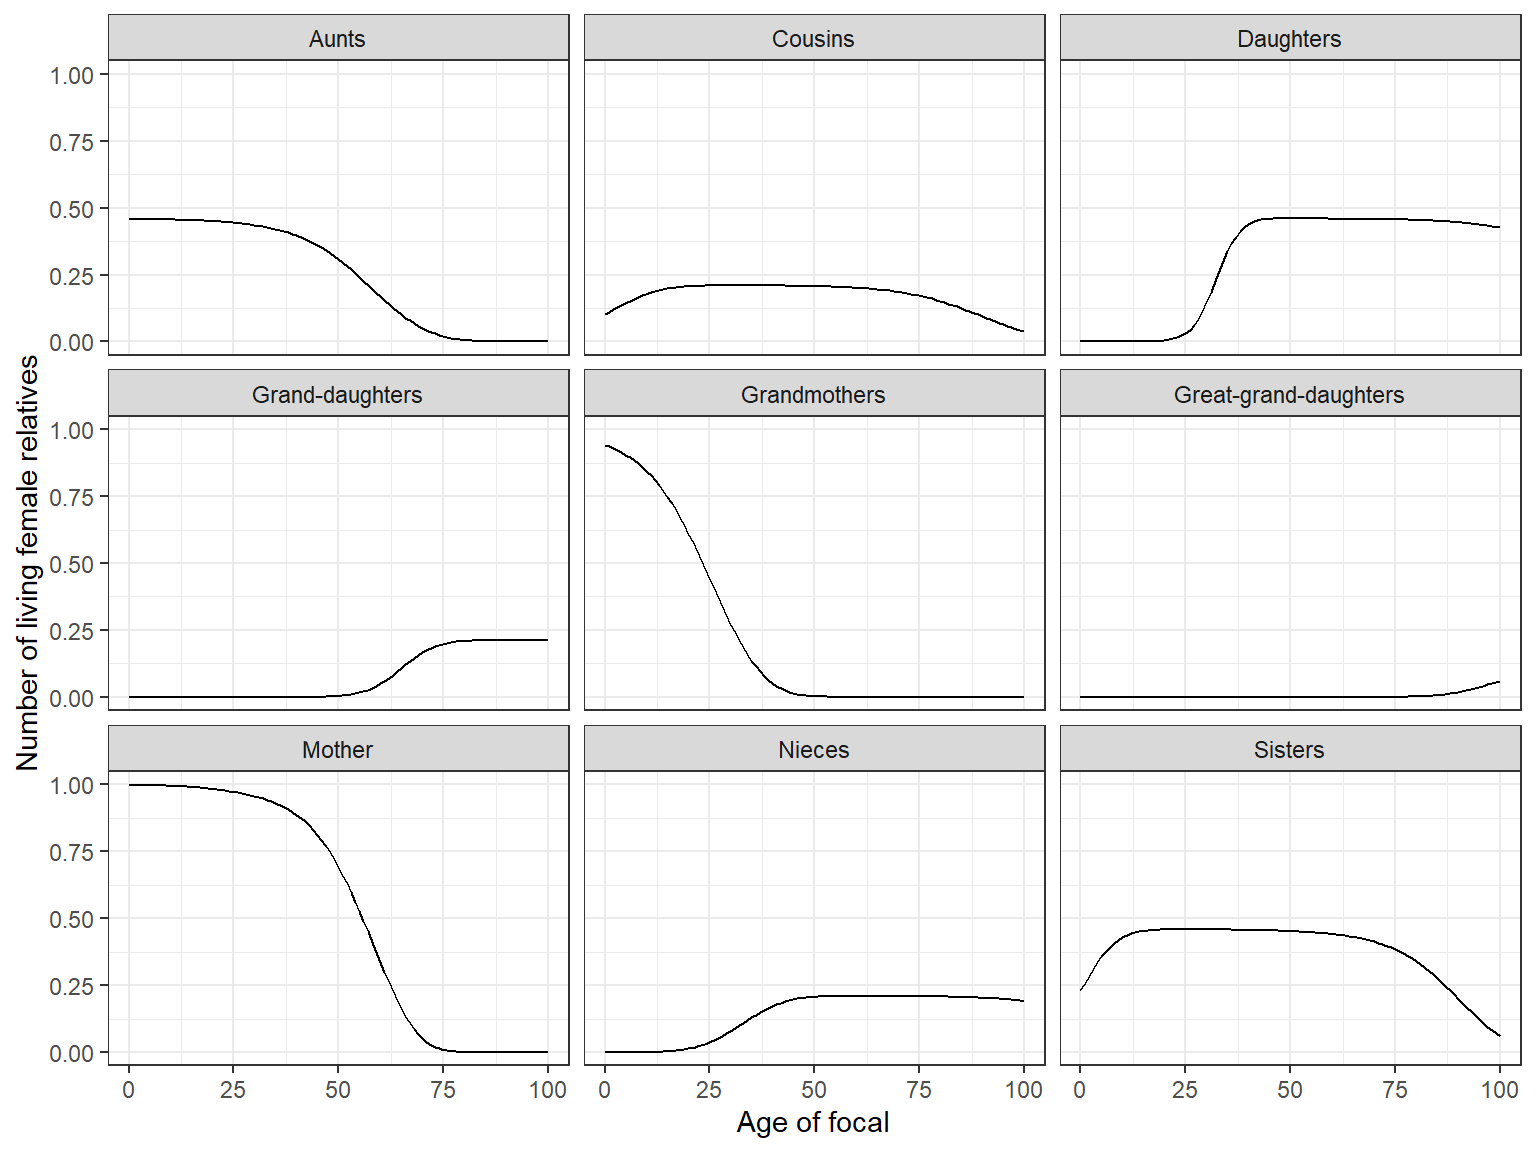 Aunts
Cousins
Daughters
1.00
0.75
0.50
0.25
0.00
Grand-daughters
Grandmothers
Great-grand-daughters
1.00
0.75
0.50
0.25
0.00
Mother
Nieces
Sisters
1.00
0.75
0.50
0.25
0.00
0 25 50 75 100
0 25 50 75 100
0 25 50 75 100
Age of focal
Number of living female relatives